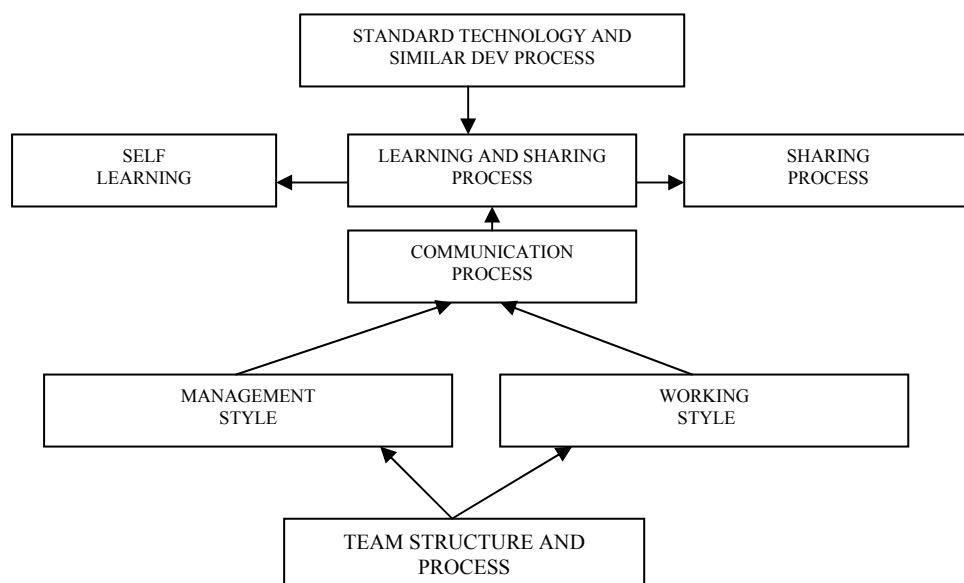 STANDARD TECHNOLOGY AND
SIMILAR DEV PROCESS
SELF
LEARNING
LEARNING AND SHARING
PROCESS
SHARING
PROCESS
COMMUNICATION
PROCESS
MANAGEMENT
STYLE
WORKING
STYLE
TEAM STRUCTURE AND
PROCESS